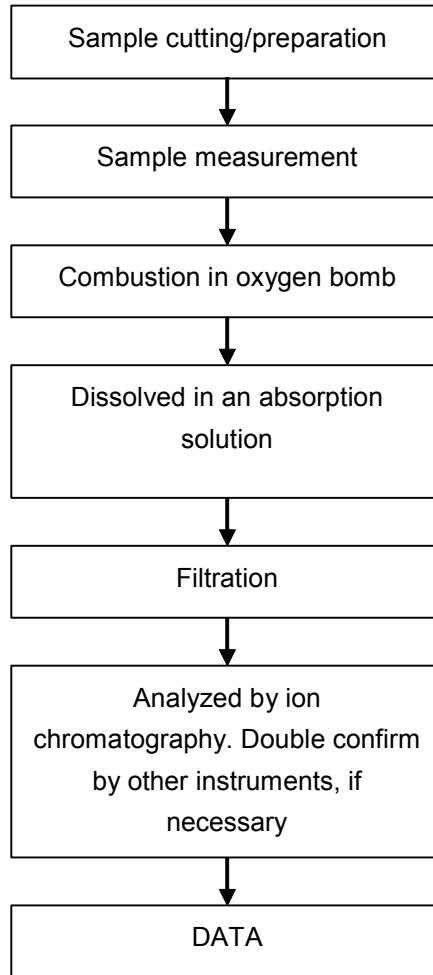 Sample cutting/preparation
Sample measurement
Combustion in oxygen bomb
Dissolved in an absorption
solution
Filtration
Analyzed by ion
chromatography. Double confirm
by other instruments, if
necessary
DATA